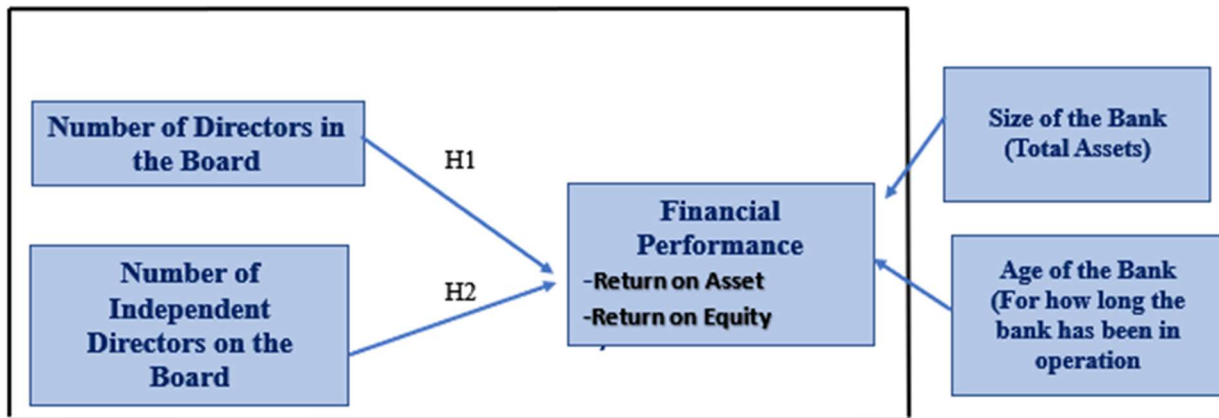 Number of Directors in
the Board
H1
Number of
Independent
Directors on the
Board
H2
Financial
Performance
-Return on Asset
-Return on Equity
Size of the Bank
(Total Assets)
Age of the Bank
(For how long the
bank has been in
operation